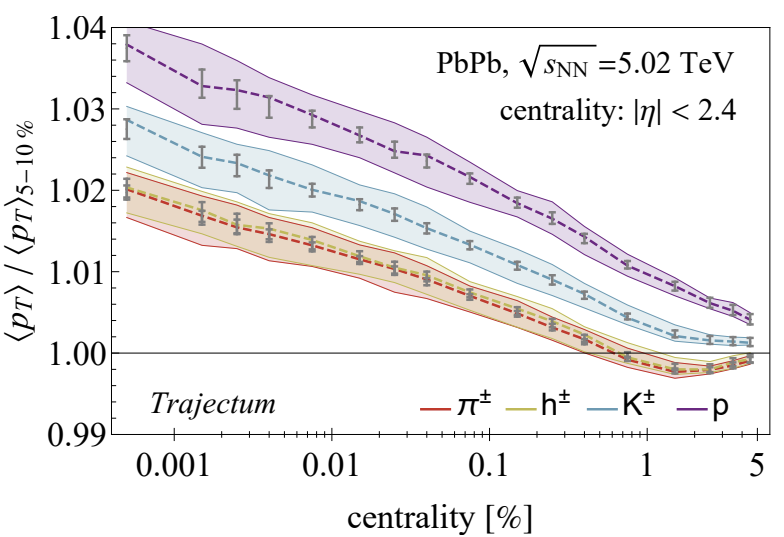 1.04
1.03
1.02
1.01
1.00
0.99
⟨p_T⟩ / ⟨p_T⟩_{5–10 %}
PbPb, √s_NN =5.02 TeV
centrality: |η| < 2.4
Trajectum
π± h± K± p
0.001 0.01 0.1 1 5
centrality [%]